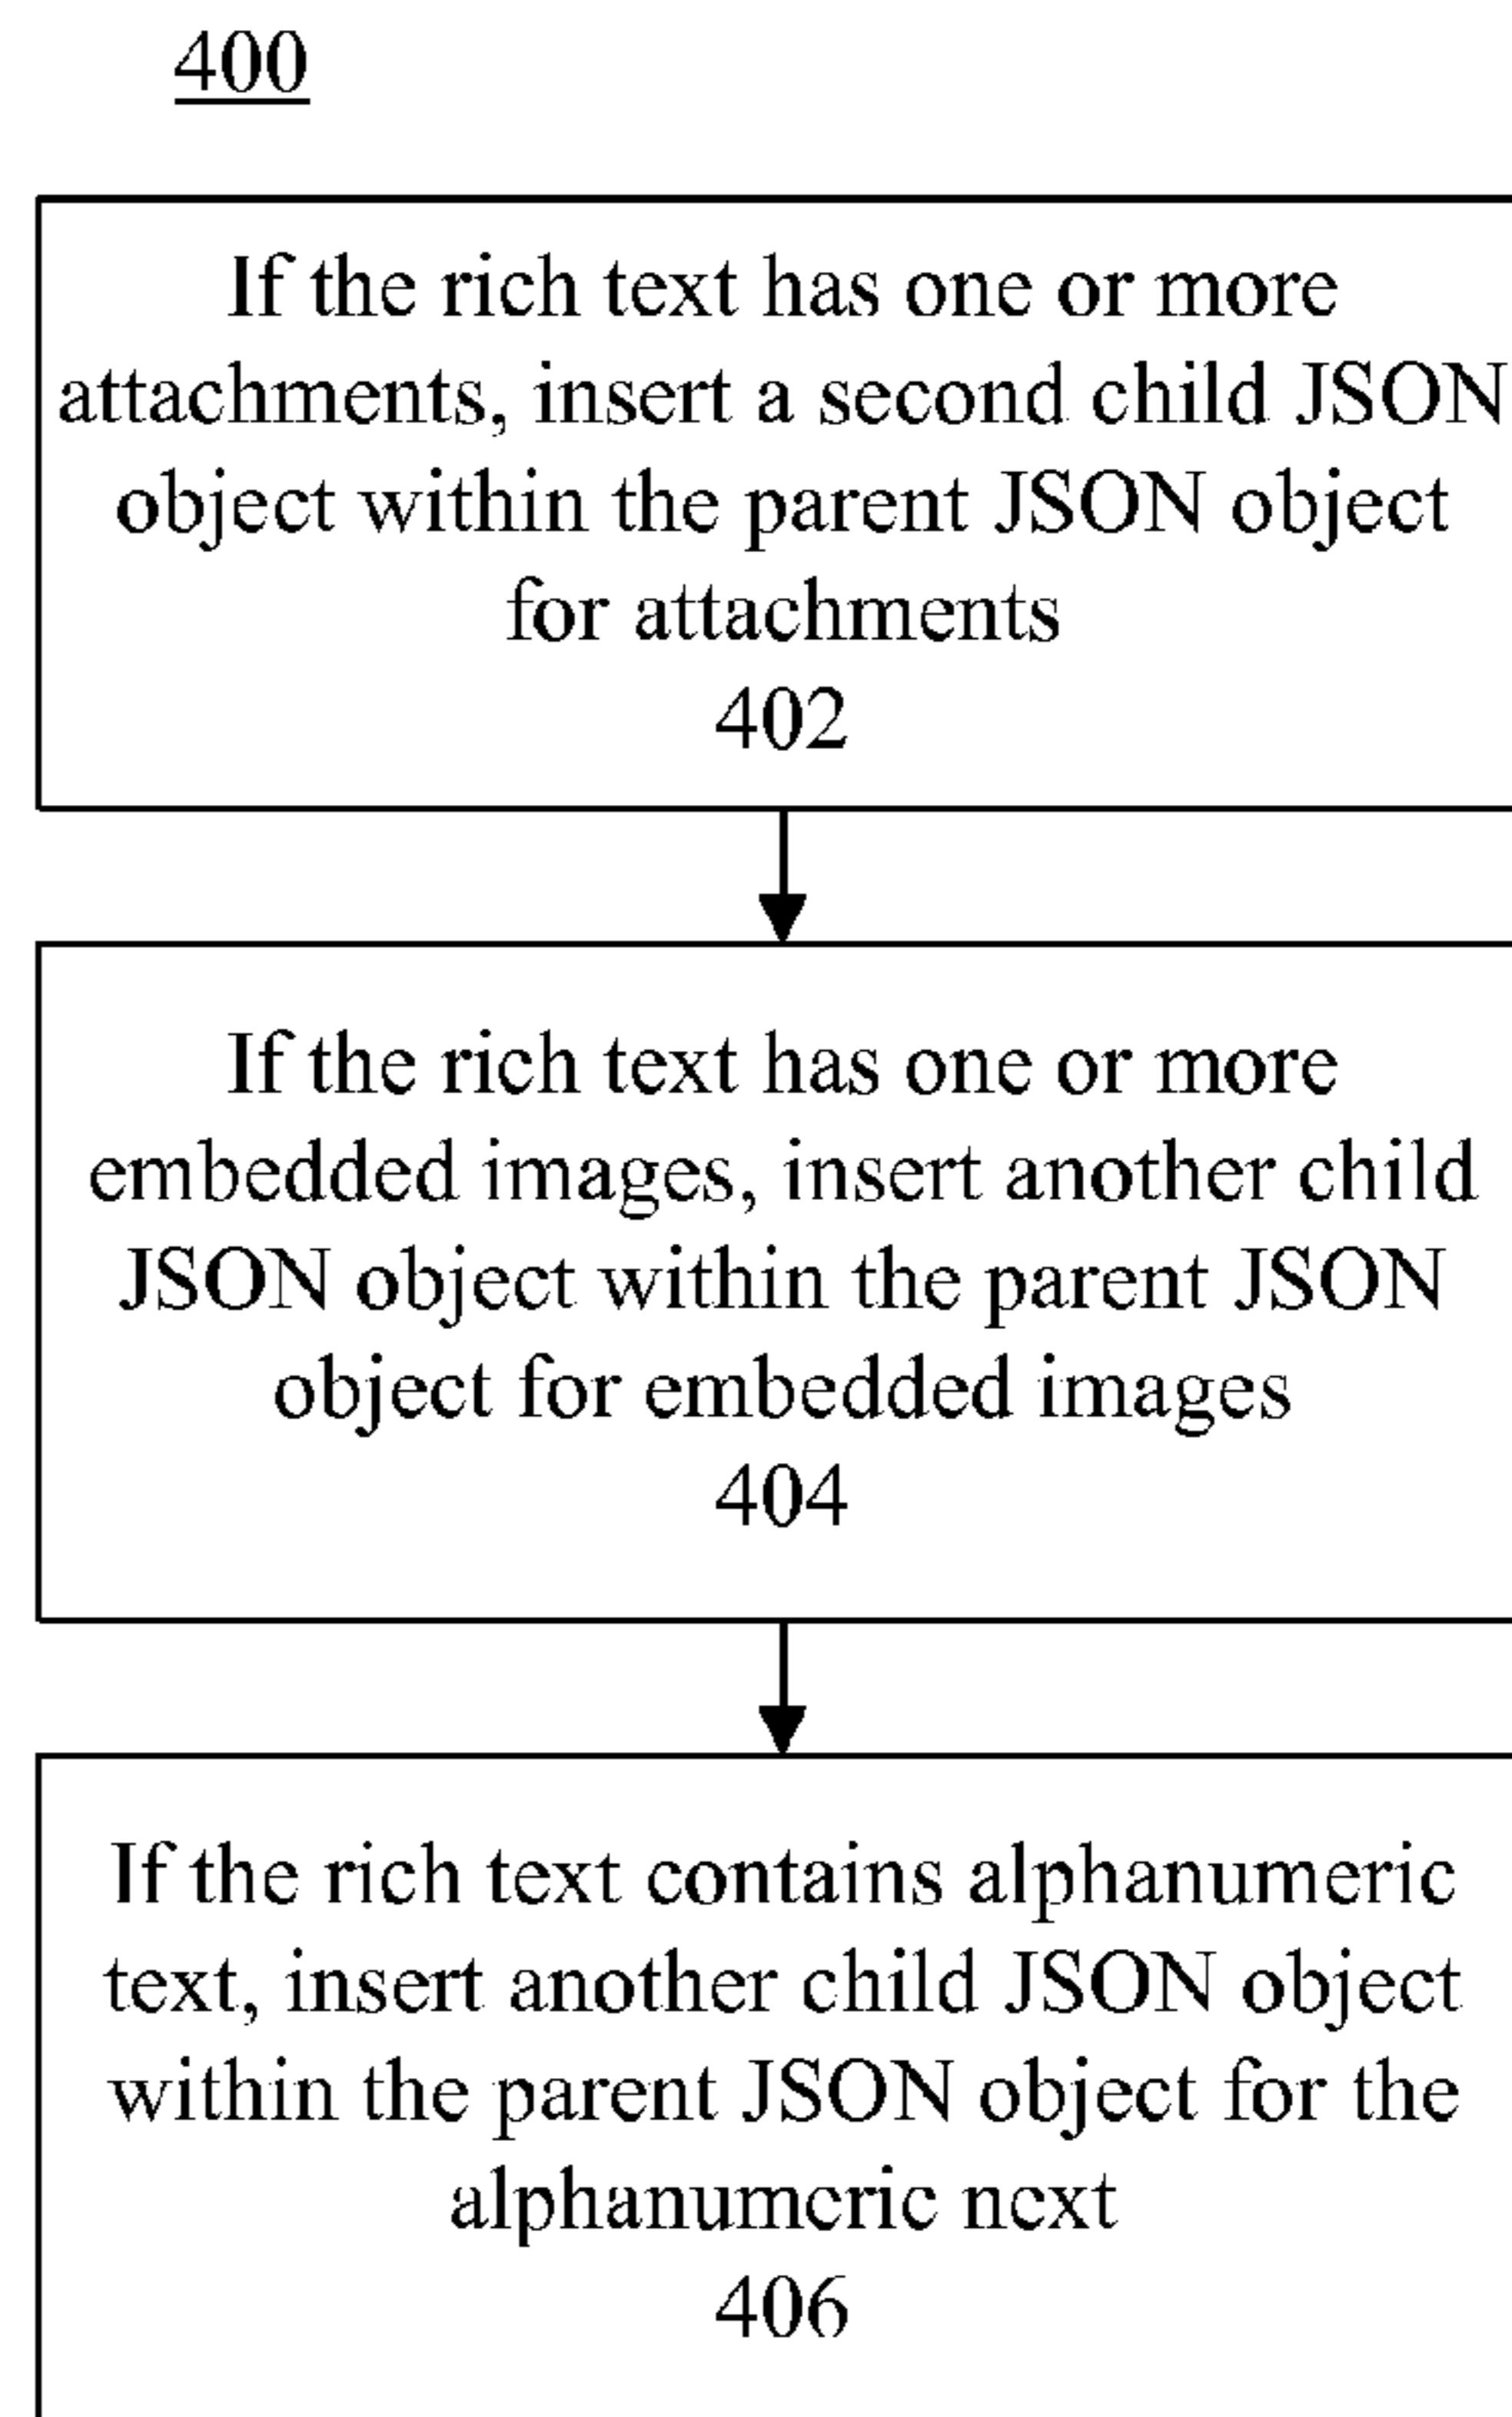 400
If the rich text has one or more
attachments, insert a second child JSON
object within the parent JSON object
for attachments
402
If the rich text has one or more
embedded images, insert another child
JSON object within the parent JSON
object for embedded images
404
If the rich text contains alphanumeric
text, insert another child JSON object
within the parent JSON object for the
alphanumeric next
406